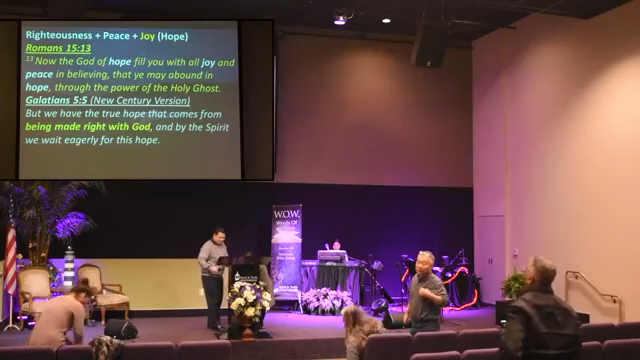 Righteousness + Peace + Joy (Hope)
Romans 15:13
13 Now the God of hope fill you with all joy and
peace in believing, that ye may abound in
hope, through the power of the Holy Ghost.
Galatians 5:5 (New Century Version)
But we have the true hope that comes from
being made right with God, and by the Spirit
we wait eagerly for this hope.
W.O.W.
Words Of